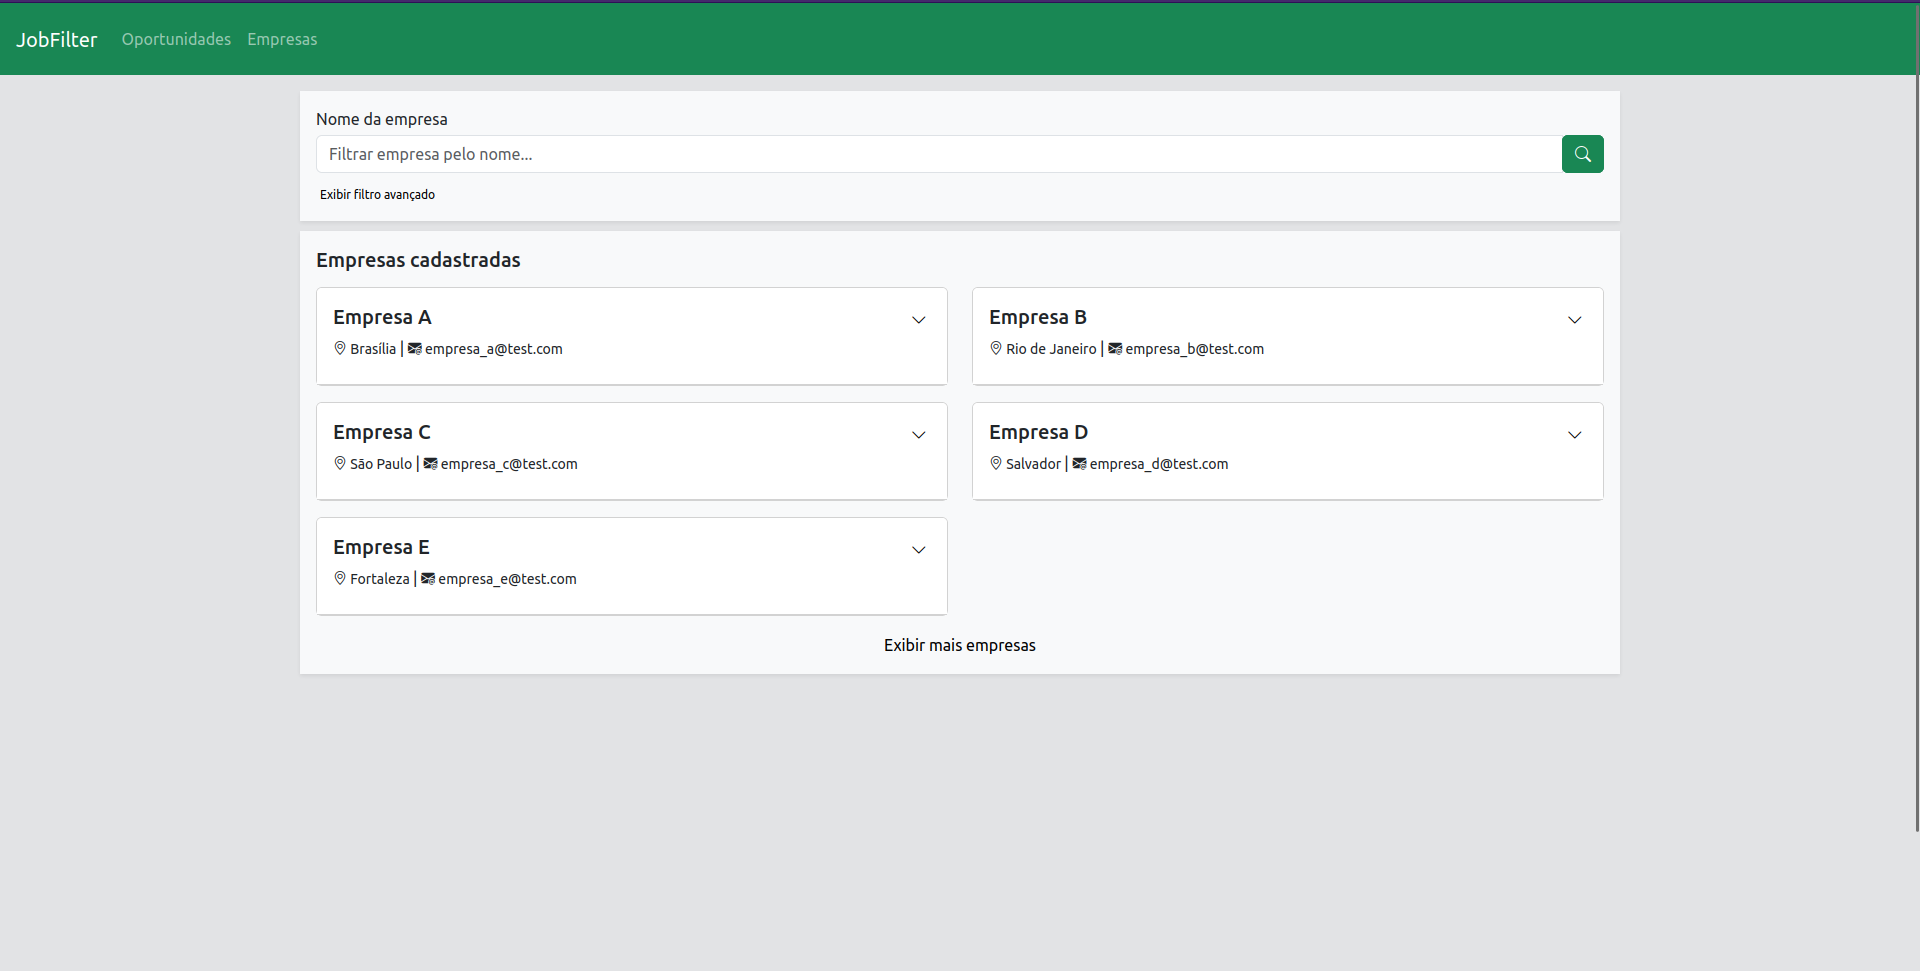 JobFilter Oportunidades Empresas
Nome da empresa
Filtrar empresa pelo nome...
Exibir filtro avançado
Empresas cadastradas
Empresa A
Brasília | empresa_a@test.com
Empresa B
Rio de Janeiro | empresa_b@test.com
Empresa C
São Paulo | empresa_c@test.com
Empresa D
Salvador | empresa_d@test.com
Empresa E
Fortaleza | empresa_e@test.com
Exibir mais empresas